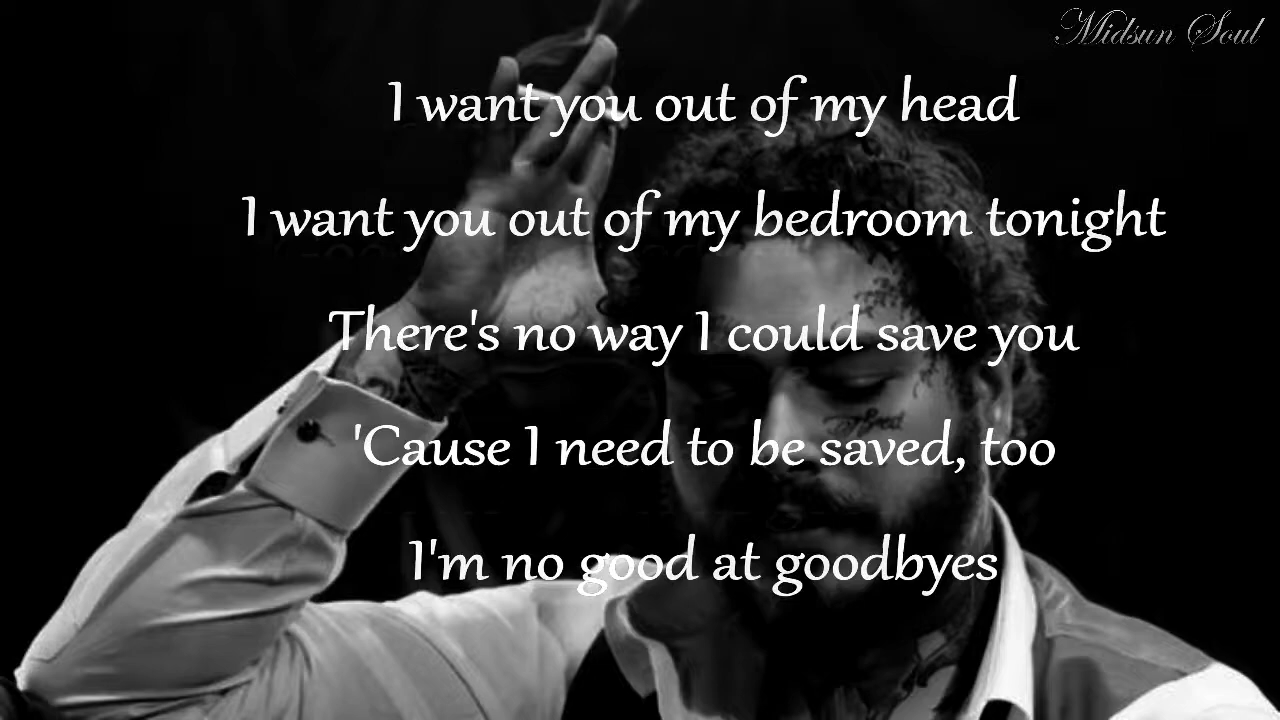 Midsun Soul
I want you out of my head
I want you out of my bedroom tonight
There's no way I could save you
'Cause I need to be saved, too
I'm no good at goodbyes